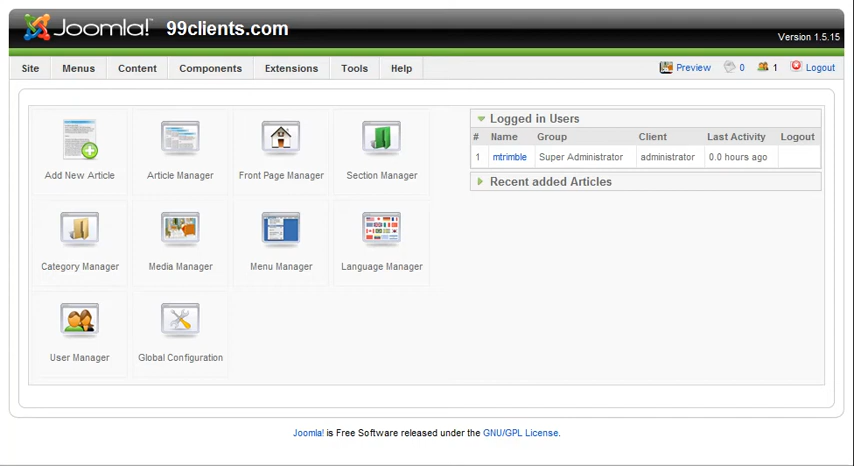 Joomla!® 99clients.com
Version 1.5.15
Site Menus Content Components Extensions Tools Help Preview 0 1 Logout
Add New Article Article Manager Front Page Manager Section Manager
Category Manager Media Manager Menu Manager Language Manager
User Manager Global Configuration
Logged in Users
# Name Group Client Last Activity Logout
1 mtrimble Super Administrator administrator 0.0 hours ago
Recent added Articles
Joomla! is Free Software released under the GNU/GPL License.